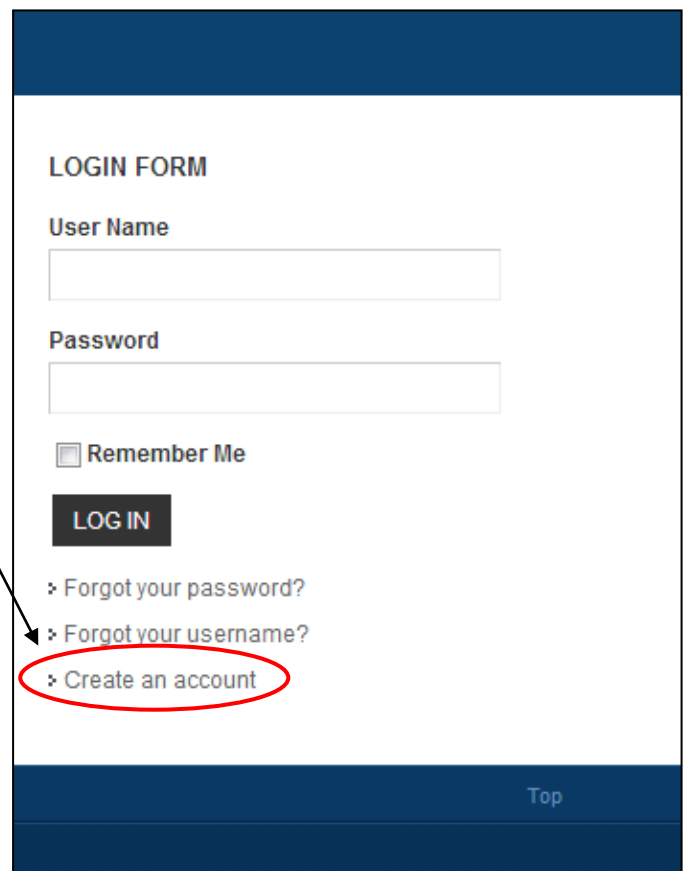 LOGIN FORM
User Name
Password
Remember Me
LOG IN
Forgot your password?
Forgot your username?
Create an account
Top